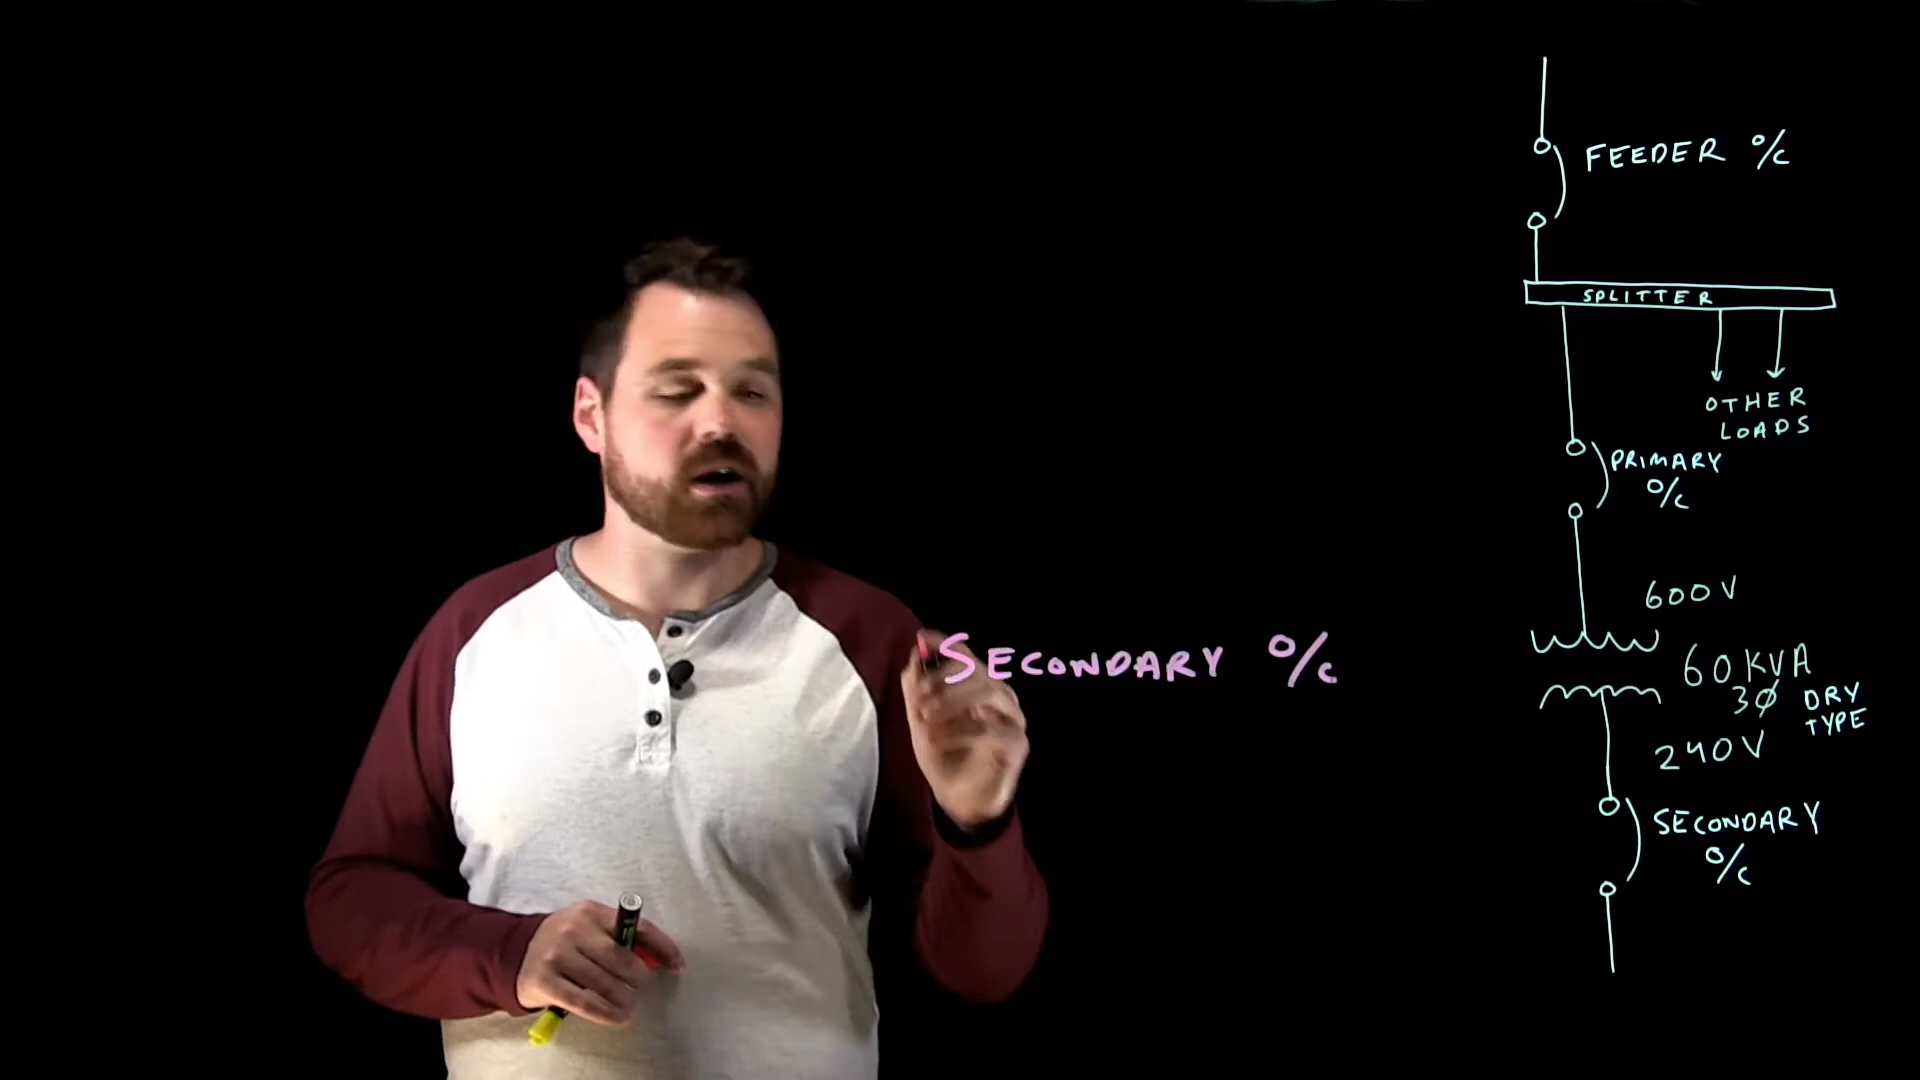 FEEDER o/c
SPLITTER
OTHER
LOADS
PRIMARY
o/c
600V
SECONDARY o/c
60KVA
3Ø DRY
TYPE
240V
SECONDARY
o/c